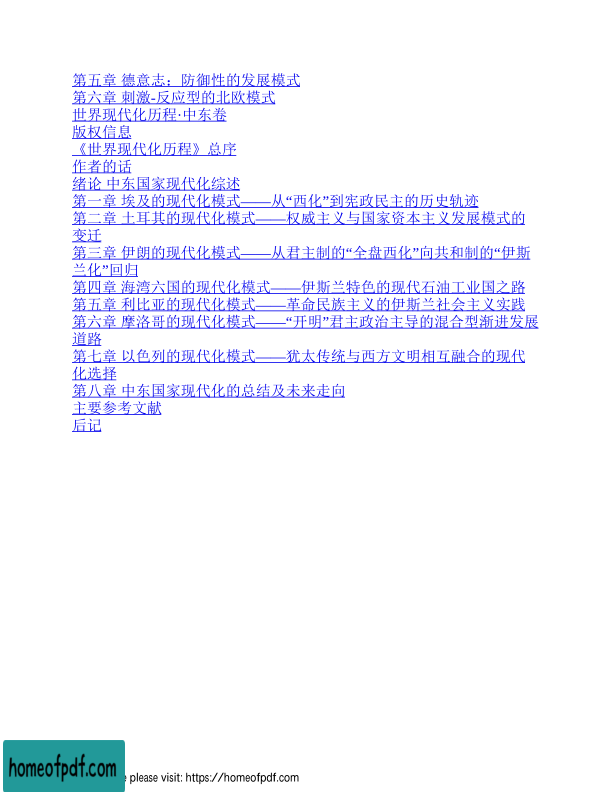 第五章 德意志：防御性的发展模式
第六章 刺激-反应型的北欧模式
世界现代化历程·中东卷
版权信息
《世界现代化历程》总序
作者的话
绪论 中东国家现代化综述
第一章 埃及的现代化模式——从“西化”到宪政民主的历史轨迹
第二章 土耳其的现代化模式——权威主义与国家资本主义发展模式的
变迁
第三章 伊朗的现代化模式——从君主制的“全盘西化”向共和制的“伊斯
兰化”回归
第四章 海湾六国的现代化模式——伊斯兰特色的现代石油工业国之路
第五章 利比亚的现代化模式——革命民族主义的伊斯兰社会主义实践
第六章 摩洛哥的现代化模式——“开明”君主政治主导的混合型渐进发展
道路
第七章 以色列的现代化模式——犹太传统与西方文明相互融合的现代
化选择
第八章 中东国家现代化的总结及未来走向
主要参考文献
后记
homeofpdf.com
e please visit: https://homeofpdf.com